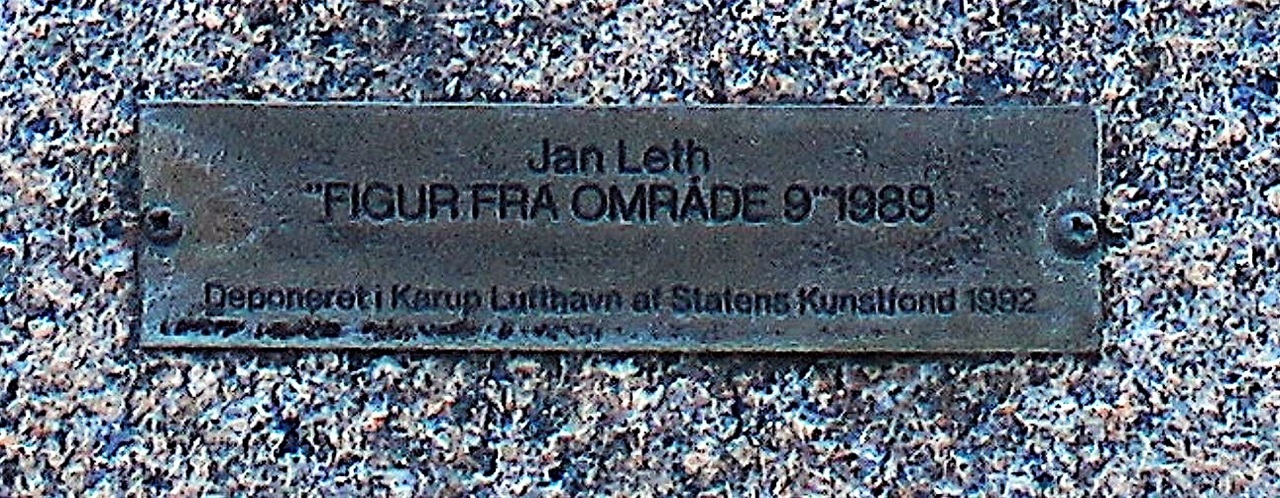 Jan Leth
"FIGUR FRA OMRÅDE 9" 1989
Deponeret i Karup Lufthavn af Statens Kunstfond 1992